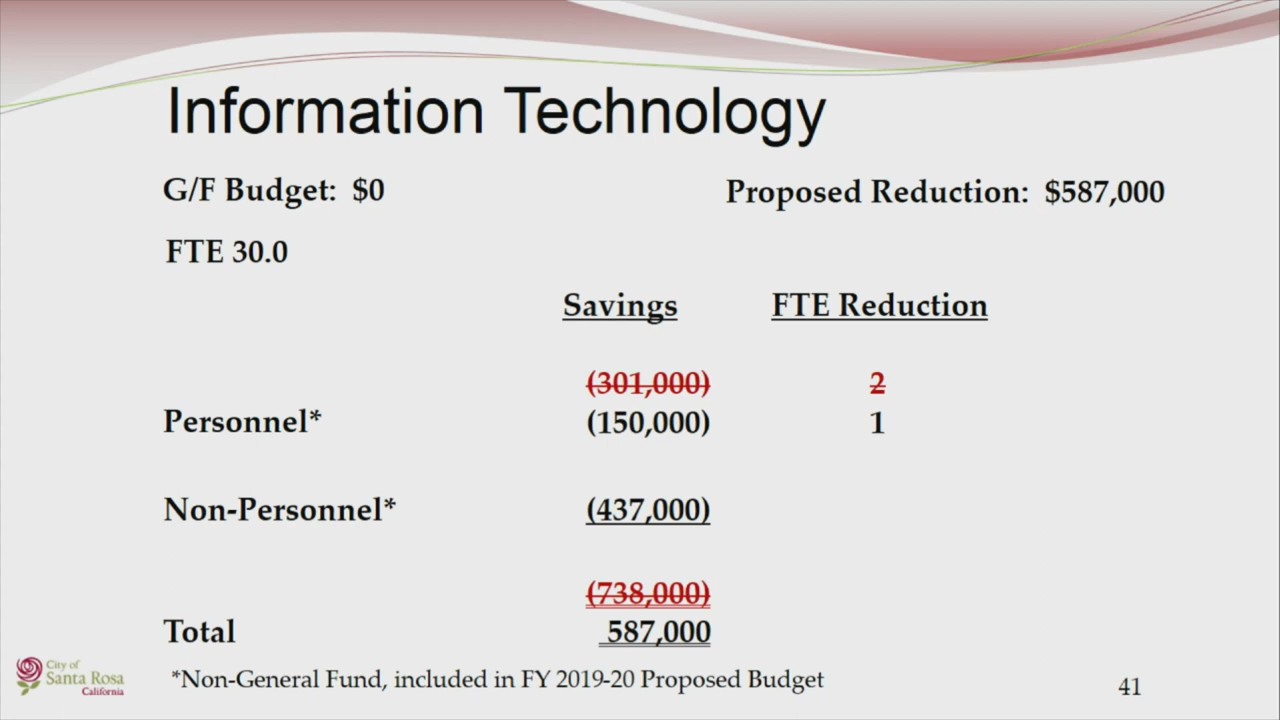 Information Technology
G/F Budget: $0 Proposed Reduction: $587,000
FTE 30.0
Savings FTE Reduction
(301,000) 2
Personnel* (150,000) 1
Non-Personnel* (437,000)
(738,000)
Total 587,000
City of
Santa Rosa
California
*Non-General Fund, included in FY 2019-20 Proposed Budget
41